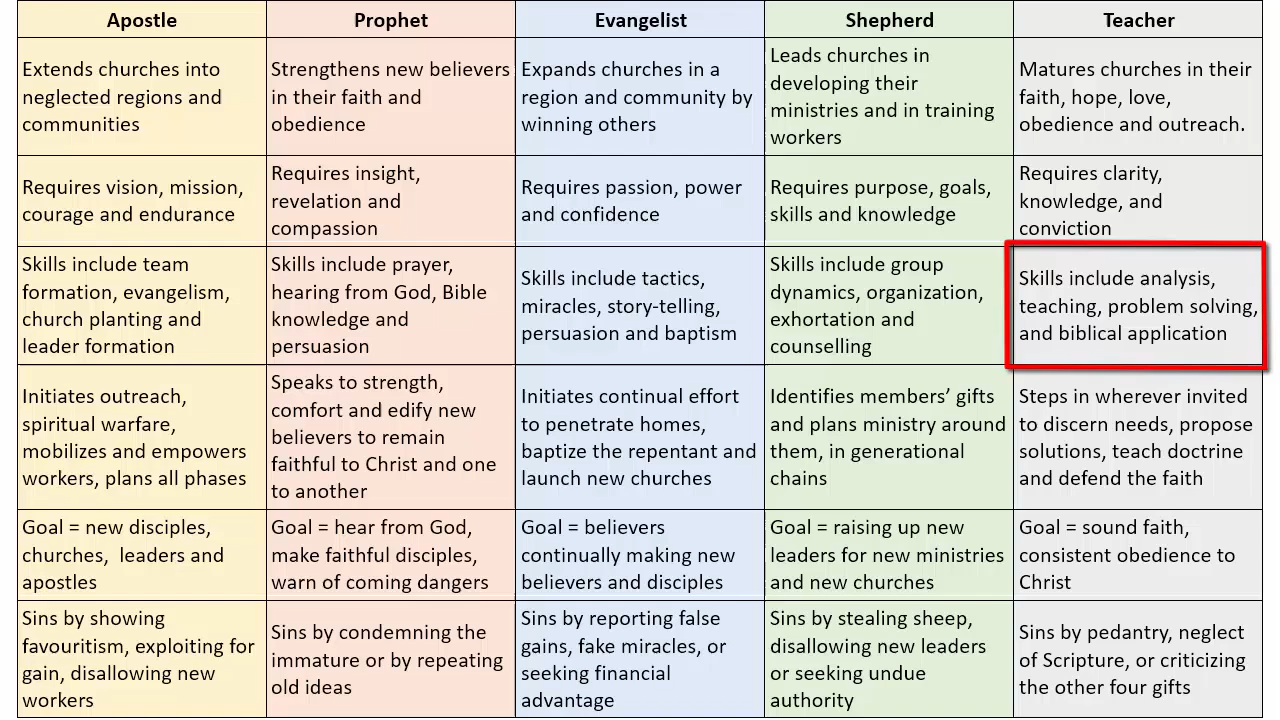 Apostle
Prophet
Evangelist
Shepherd
Teacher
Extends churches into
neglected regions and
communities
Strengthens new believers
in their faith and
obedience
Expands churches in a
region and community by
winning others
Leads churches in
developing their
ministries and in training
workers
Matures churches in their
faith, hope, love,
obedience and outreach.
Requires vision, mission,
courage and endurance
Requires insight,
revelation and
compassion
Requires passion, power
and confidence
Requires purpose, goals,
skills and knowledge
Requires clarity,
knowledge, and
conviction
Skills include team
formation, evangelism,
church planting and
leader formation
Skills include prayer,
hearing from God, Bible
knowledge and
persuasion
Skills include tactics,
miracles, story-telling,
persuasion and baptism
Skills include group
dynamics, organization,
exhortation and
counselling
Skills include analysis,
teaching, problem solving,
and biblical application
Initiates outreach,
spiritual warfare,
mobilizes and empowers
workers, plans all phases
Speaks to strength,
comfort and edify new
believers to remain
faithful to Christ and one
to another
Initiates continual effort
to penetrate homes,
baptize the repentant and
launch new churches
Identifies members’ gifts
and plans ministry around
them, in generational
chains
Steps in wherever invited
to discern needs, propose
solutions, teach doctrine
and defend the faith
Goal = new disciples,
churches,  leaders and
apostles
Goal = hear from God,
make faithful disciples,
warn of coming dangers
Goal = believers
continually making new
believers and disciples
Goal = raising up new
leaders for new ministries
and new churches
Goal = sound faith,
consistent obedience to
Christ
Sins by showing
favouritism, exploiting for
gain, disallowing new
workers
Sins by condemning the
immature or by repeating
old ideas
Sins by reporting false
gains, fake miracles, or
seeking financial
advantage
Sins by stealing sheep,
disallowing new leaders
or seeking undue
authority
Sins by pedantry, neglect
of Scripture, or criticizing
the other four gifts